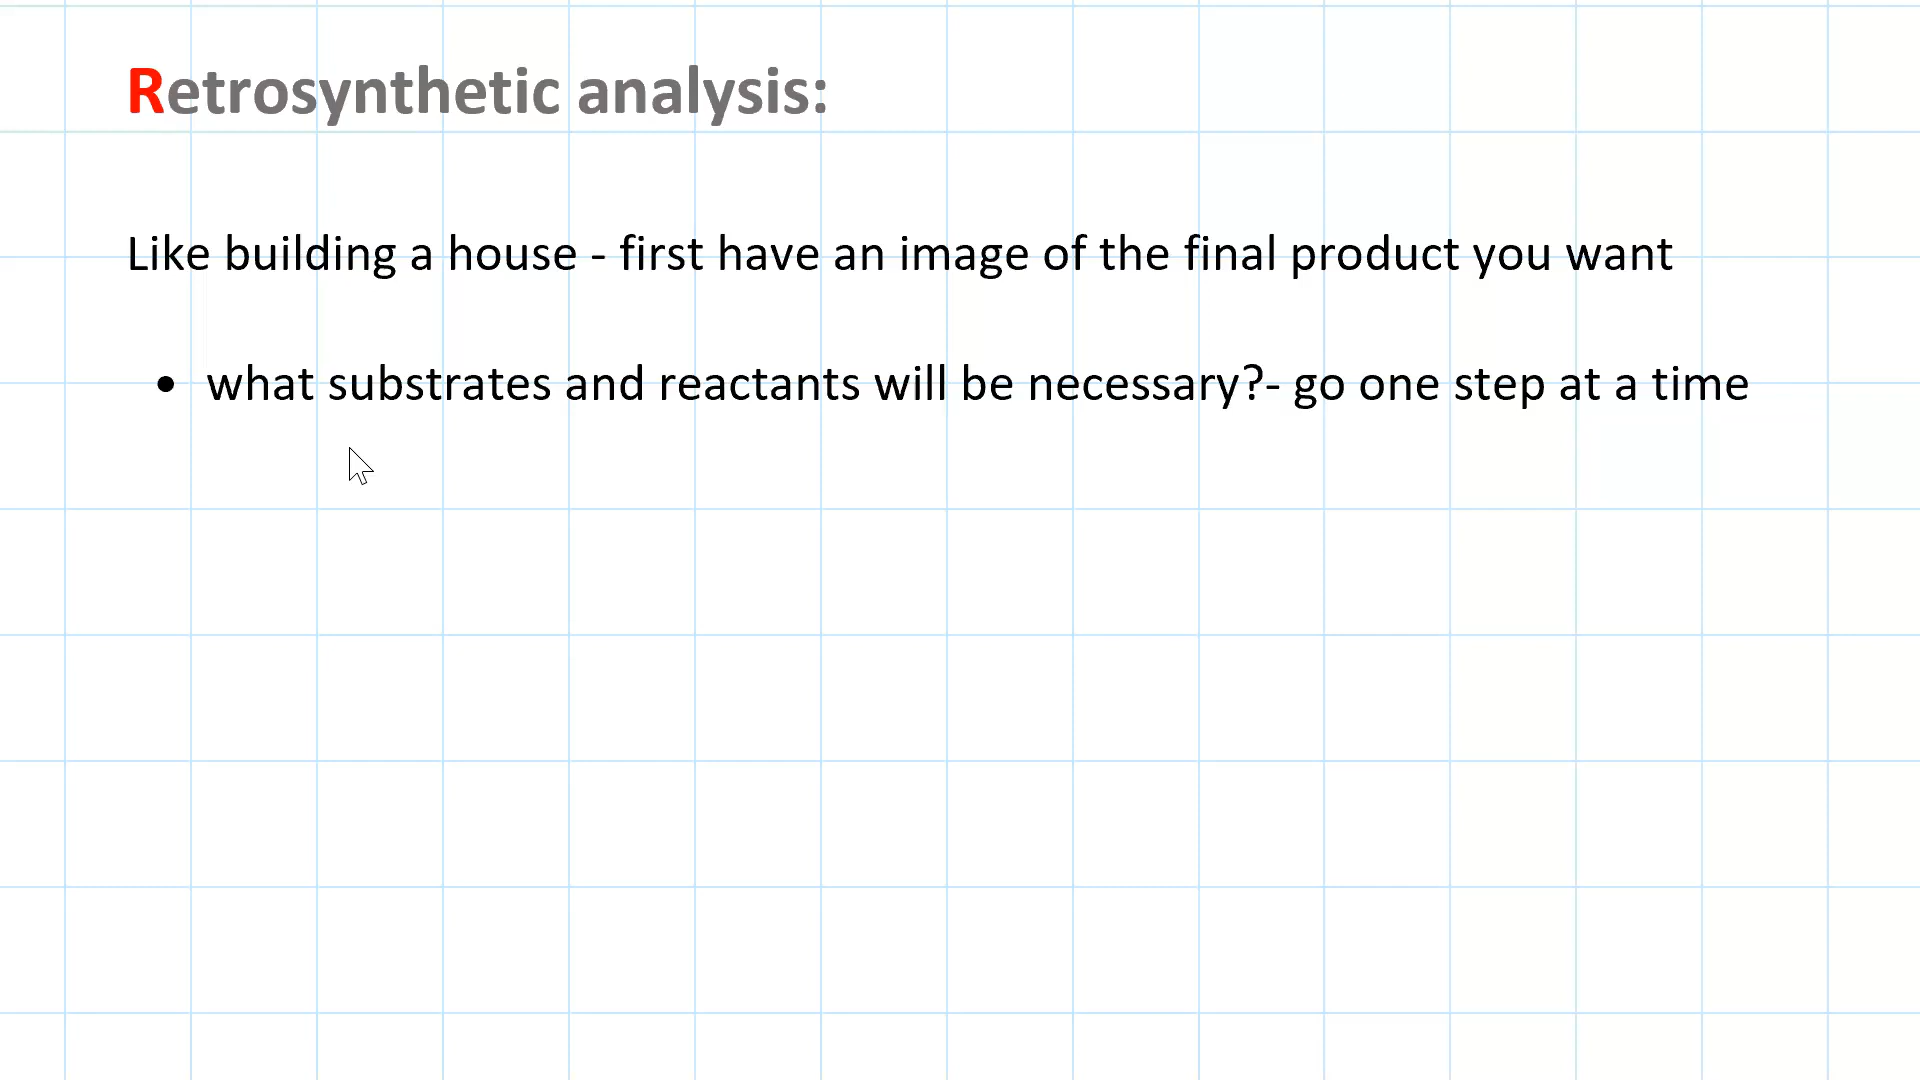 Retrosynthetic analysis:
Like building a house - first have an image of the final product you want
• what substrates and reactants will be necessary?- go one step at a time